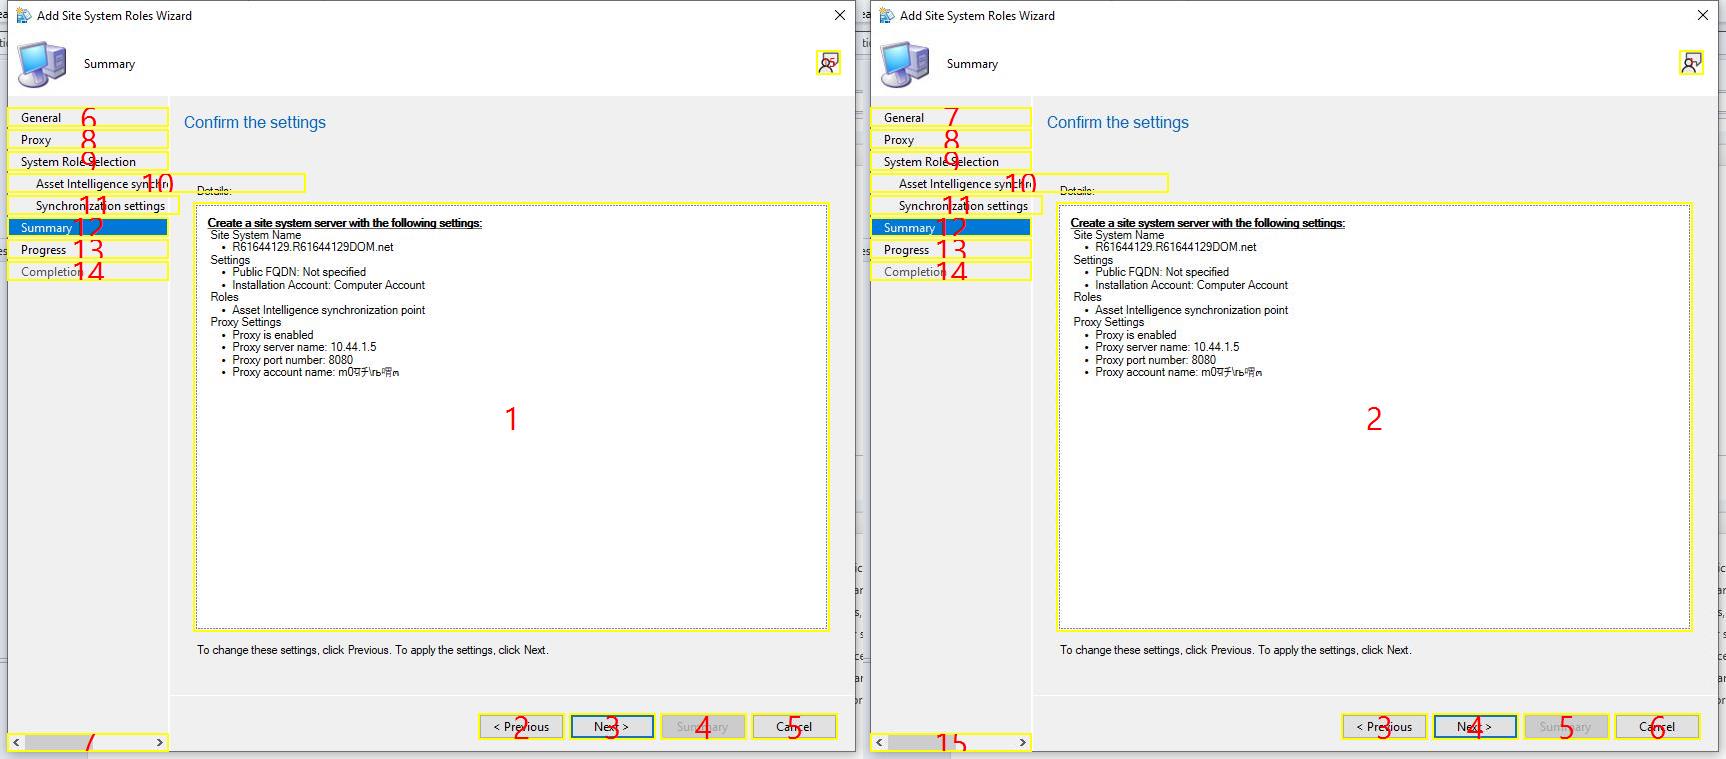 Add Site System Roles Wizard
Summary
15
General 6
Proxy 8
System Role Selection 9
Asset Intelligence synchr 10
Synchronization settings 11
Summary 12
Progress 13
Completion 14
Confirm the settings
Details:
Create a site system server with the following settings:
Site System Name
• R61644129.R61644129DOM.net
Settings
• Public FQDN: Not specified
• Installation Account: Computer Account
Roles
• Asset Intelligence synchronization point
Proxy Settings
• Proxy is enabled
• Proxy server name: 10.44.1.5
• Proxy port number: 8080
• Proxy account name:
1
To change these settings, click Previous. To apply the settings, click Next.
7
< Previous 2
Next > 3
Summary 4
Cancel 5
Add Site System Roles Wizard
Summary
General 7
Proxy 8
System Role Selection 9
Asset Intelligence synchr 10
Synchronization settings 11
Summary 12
Progress 13
Completion 14
Confirm the settings
Details:
Create a site system server with the following settings:
Site System Name
• R61644129.R61644129DOM.net
Settings
• Public FQDN: Not specified
• Installation Account: Computer Account
Roles
• Asset Intelligence synchronization point
Proxy Settings
• Proxy is enabled
• Proxy server name: 10.44.1.5
• Proxy port number: 8080
• Proxy account name:
2
To change these settings, click Previous. To apply the settings, click Next.
15
< Previous 3
Next > 4
Summary 5
Cancel 6